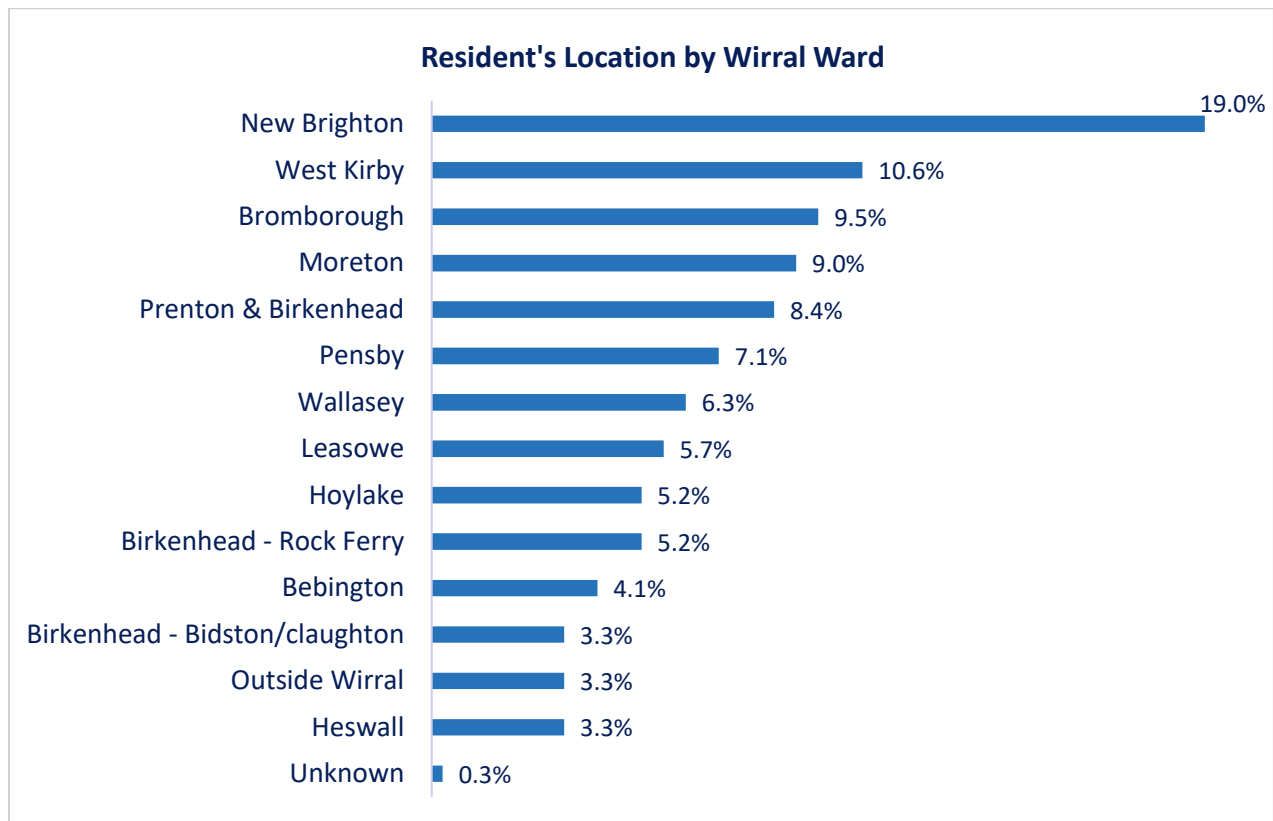 Resident's Location by Wirral Ward
New Brighton 19.0%
West Kirby 10.6%
Bromborough 9.5%
Moreton 9.0%
Prenton & Birkenhead 8.4%
Pensby 7.1%
Wallasey 6.3%
Leasowe 5.7%
Hoylake 5.2%
Birkenhead - Rock Ferry 5.2%
Bebington 4.1%
Birkenhead - Bidston/claughton 3.3%
Outside Wirral 3.3%
Heswall 3.3%
Unknown 0.3%